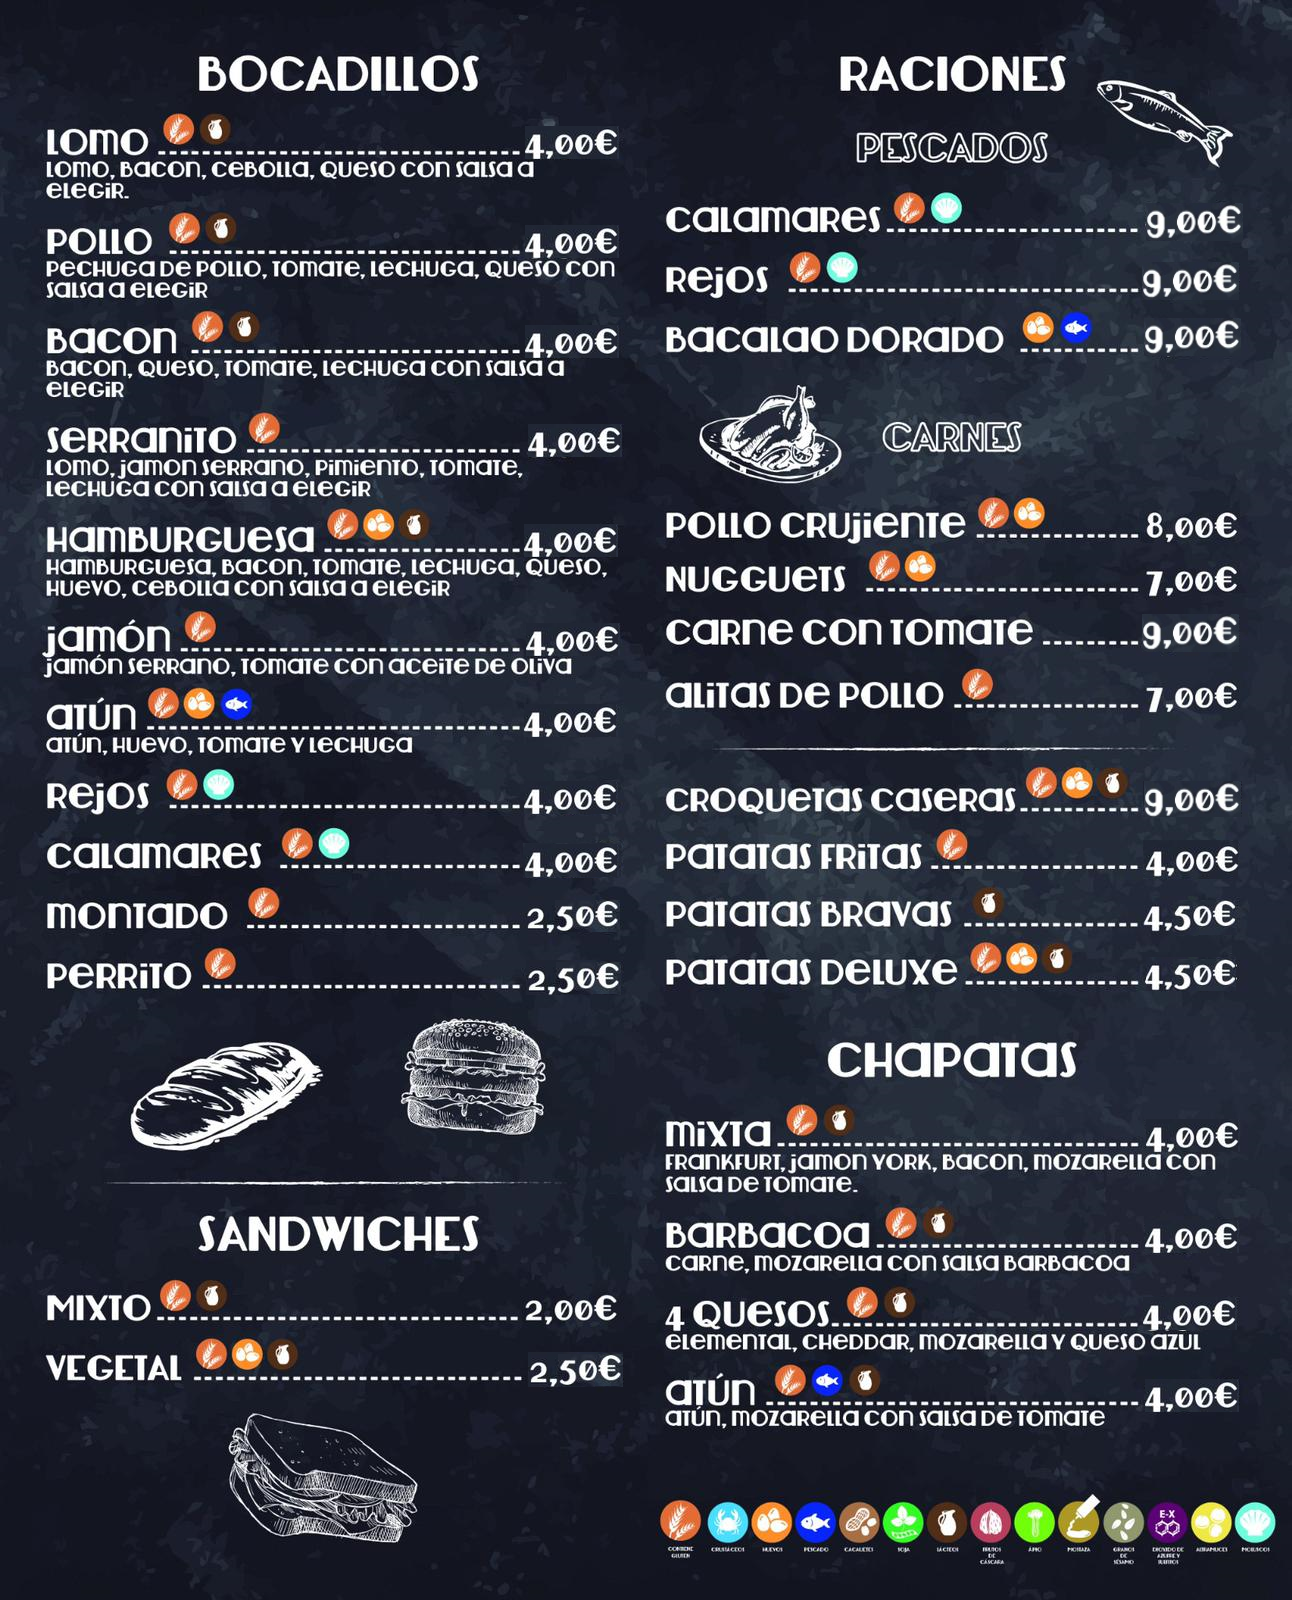 BOCADILLOS
LOMO 4,00€
LOMO, BACON, CEBOLLA, QUESO CON SALSA A
ELEGIR.
POLLO 4,00€
PECHUGA DE POLLO, TOMATE, LECHUGA, QUESO CON
SALSA A ELEGIR
BACON 4,00€
BACON, QUESO, TOMATE, LECHUGA CON SALSA A
ELEGIR
SERRANITO 4,00€
LOMO, JAMON SERRANO, PIMIENTO, TOMATE,
LECHUGA CON SALSA A ELEGIR
HAMBURGUESA 4,00€
HAMBURGUESA, BACON, TOMATE, LECHUGA, QUESO,
HUEVO, CEBOLLA CON SALSA A ELEGIR
JAMÓN 4,00€
JAMÓN SERRANO, TOMATE CON ACEITE DE OLIVA
ATÚN 4,00€
ATÚN, HUEVO, TOMATE Y LECHUGA
REJOS 4,00€
CALAMARES 4,00€
MONTADO 2,50€
PERRITO 2,50€
SANDWICHES
MIXTO 2,00€
VEGETAL 2,50€
RACIONES
PESCADOS
CALAMARES 9,00€
REJOS 9,00€
BACALAO DORADO 9,00€
CARNES
POLLO CRUJIENTE 8,00€
NUGGUETS 7,00€
CARNE CON TOMATE 9,00€
ALITAS DE POLLO 7,00€
CROQUETAS CASERAS 9,00€
PATATAS FRITAS 4,00€
PATATAS BRAVAS 4,50€
PATATAS DELUXE 4,50€
CHAPATAS
MIXTA 4,00€
FRANKFURT, JAMON YORK, BACON, MOZARELLA CON
SALSA DE TOMATE.
BARBACOA 4,00€
CARNE, MOZARELLA CON SALSA BARBACOA
4 QUESOS 4,00€
ELEMENTAL, CHEDDAR, MOZARELLA Y QUESO AZÚL
ATÚN 4,00€
ATÚN, MOZARELLA CON SALSA DE TOMATE
E-X
CONTIENE GLUTEN
CRUSTÁCEOS
HUEVOS
PESCADO
CACAHUETES
SOJA
LÁCTEOS
FRUTOS DE CÁSCARA
APIO
MOSTAZA
GRANOS DE SÉSAMO
DIÓXIDO DE AZUFRE Y SULFITOS
ALTRAMUCES
MOLUSCOS